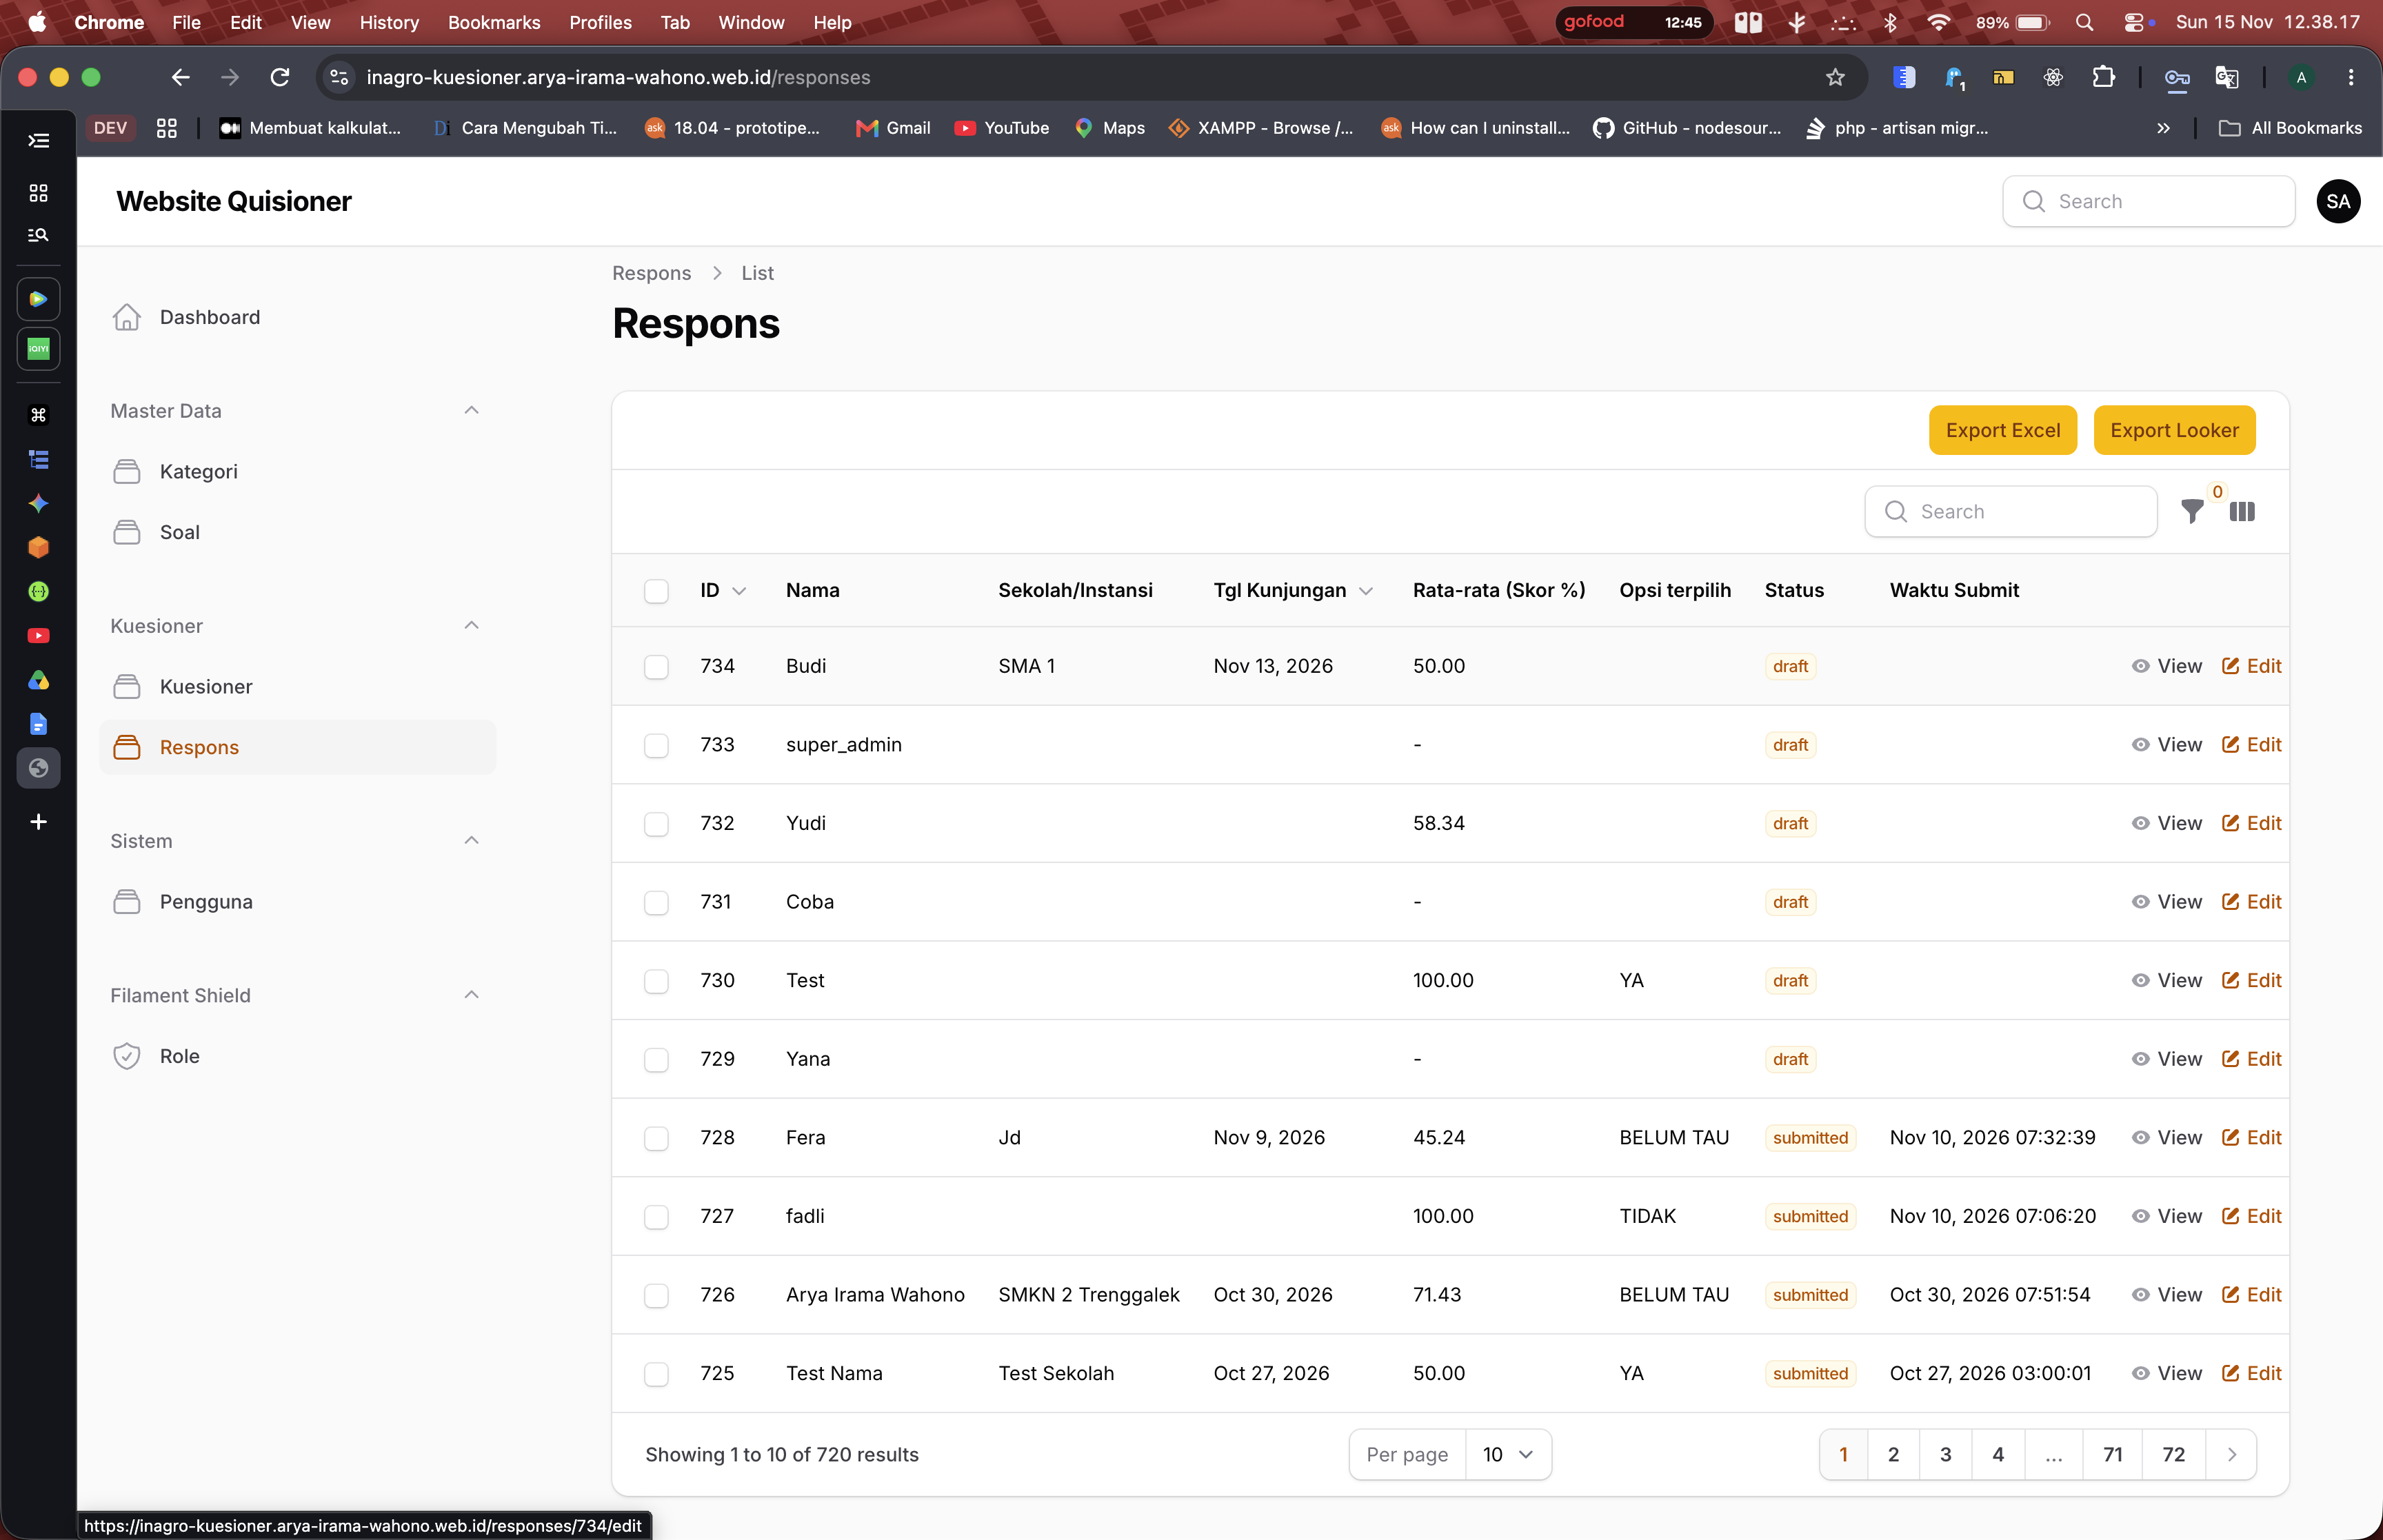 Chrome File Edit View History Bookmarks Profiles Tab Window Help gofood 12:45 89% Sun 15 Nov 12.38.17
inagro-kuesioner.arya-irama-wahono.web.id/responses 1 A
DEV Membuat kalkulat... Di Cara Mengubah Ti... ask 18.04 - prototipe... Gmail YouTube Maps XAMPP - Browse /... ask How can I uninstall... GitHub - nodesour... php - artisan migr... » All Bookmarks
iQIYI
Website Quisioner Search SA
Dashboard
Master Data
Kategori
Soal
Kuesioner
Kuesioner
Respons
Sistem
Pengguna
Filament Shield
Role
Respons > List
Respons
Export Excel Export Looker
Search 0
ID Nama Sekolah/Instansi Tgl Kunjungan Rata-rata (Skor %) Opsi terpilih Status Waktu Submit
734 Budi SMA 1 Nov 13, 2026 50.00 draft View Edit
733 super_admin - draft View Edit
732 Yudi 58.34 draft View Edit
731 Coba - draft View Edit
730 Test 100.00 YA draft View Edit
729 Yana - draft View Edit
728 Fera Jd Nov 9, 2026 45.24 BELUM TAU submitted Nov 10, 2026 07:32:39 View Edit
727 fadli 100.00 TIDAK submitted Nov 10, 2026 07:06:20 View Edit
726 Arya Irama Wahono SMKN 2 Trenggalek Oct 30, 2026 71.43 BELUM TAU submitted Oct 30, 2026 07:51:54 View Edit
725 Test Nama Test Sekolah Oct 27, 2026 50.00 YA submitted Oct 27, 2026 03:00:01 View Edit
Showing 1 to 10 of 720 results Per page 10 1 2 3 4 ... 71 72
https://inagro-kuesioner.arya-irama-wahono.web.id/responses/734/edit